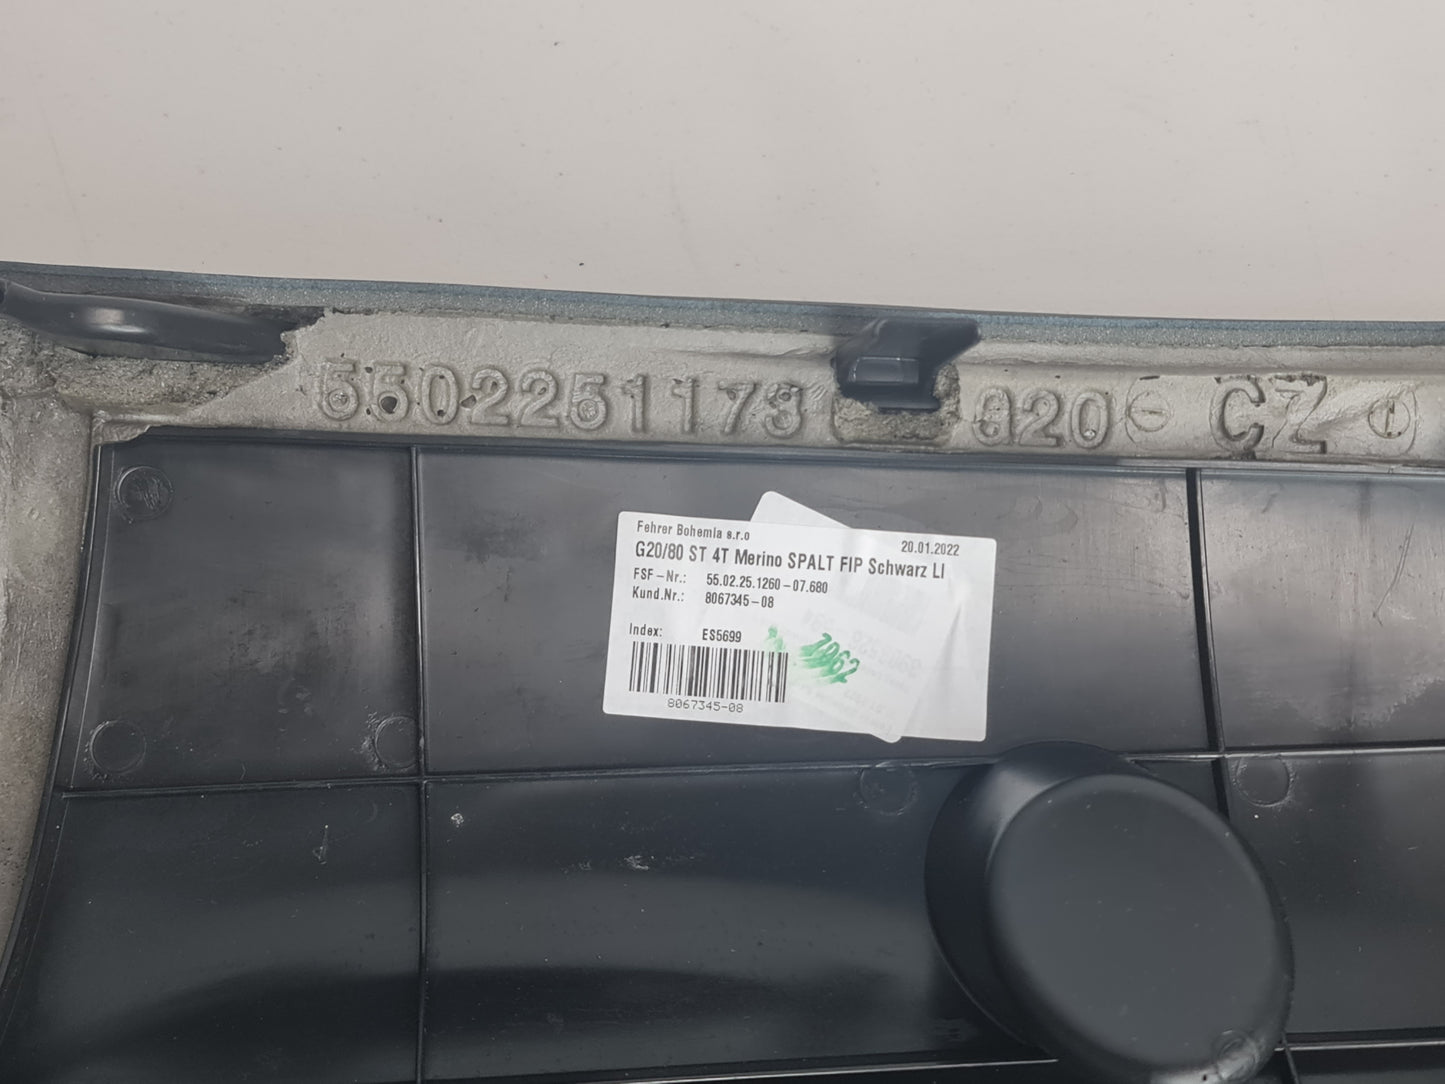 5502251173 G20 CZ
Fehrer Bohemia s.r.o 20.01.2022
G20/80 ST 4T Merino SPALT FIP Schwarz LI
FSF-Nr.: 55.02.25.1260-07.680
Kund.Nr.: 8067345-08
Index: ES5699
8067345-08